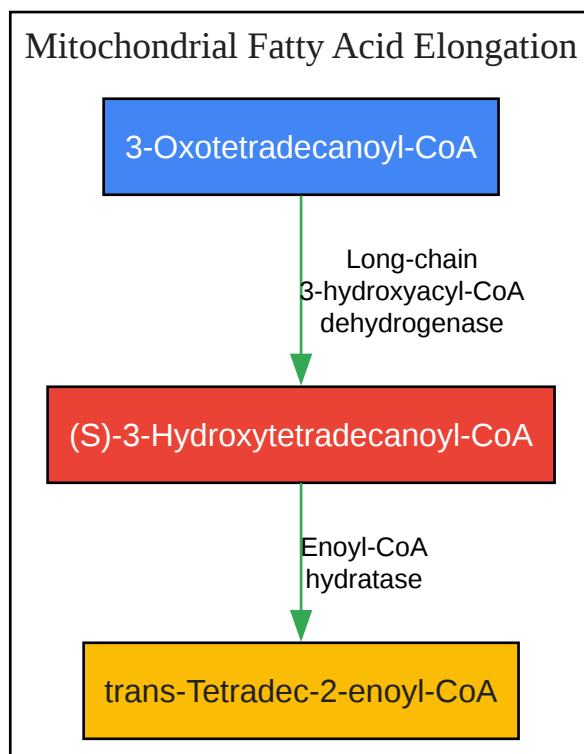 Mitochondrial Fatty Acid Elongation
3-Oxotetradecanoyl-CoA
Long-chain
3-hydroxyacyl-CoA
dehydrogenase
(S)-3-Hydroxytetradecanoyl-CoA
Enoyl-CoA
hydratase
trans-Tetradec-2-enoyl-CoA